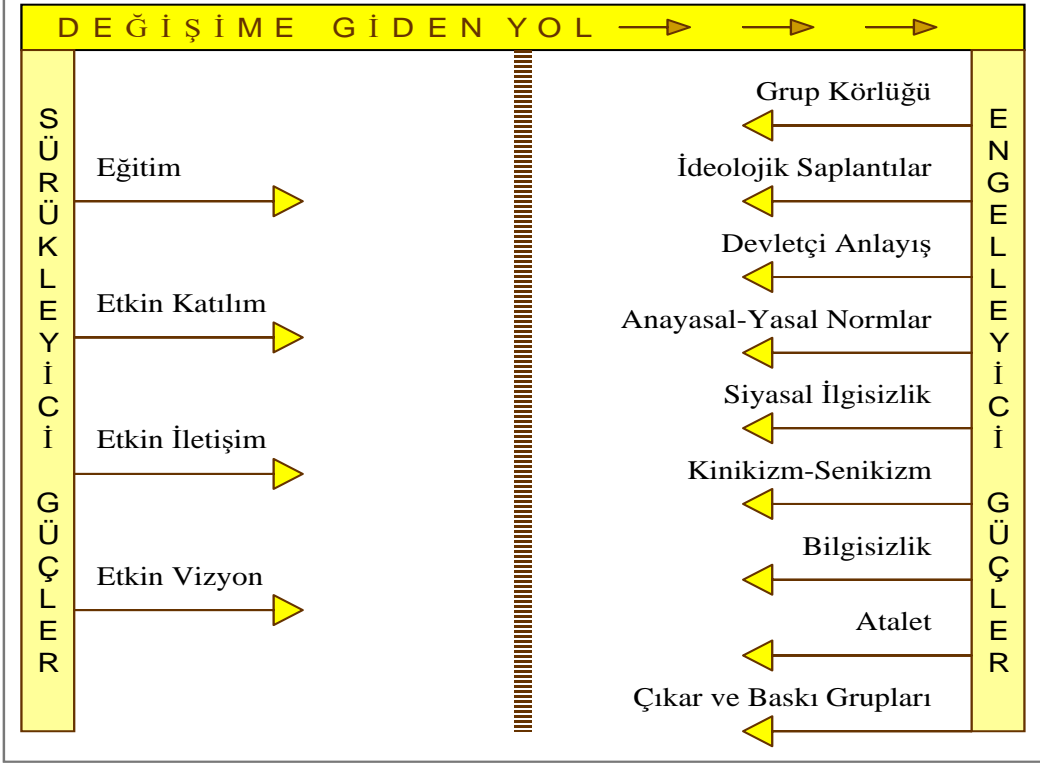 DEĞİŞİME GİDEN YOL
SÜRÜKLEYİCİ GÜÇLER
Eğitim
Etkin Katılım
Etkin İletişim
Etkin Vizyon
Grup Körlüğü
İdeolojik Saplantılar
Devletçi Anlayış
Anayasal-Yasal Normlar
Siyasal İlgisizlik
Kinikizm-Senikizm
Bilgisizlik
Atalet
Çıkar ve Baskı Grupları
ENGELLEYİCİ GÜÇLER